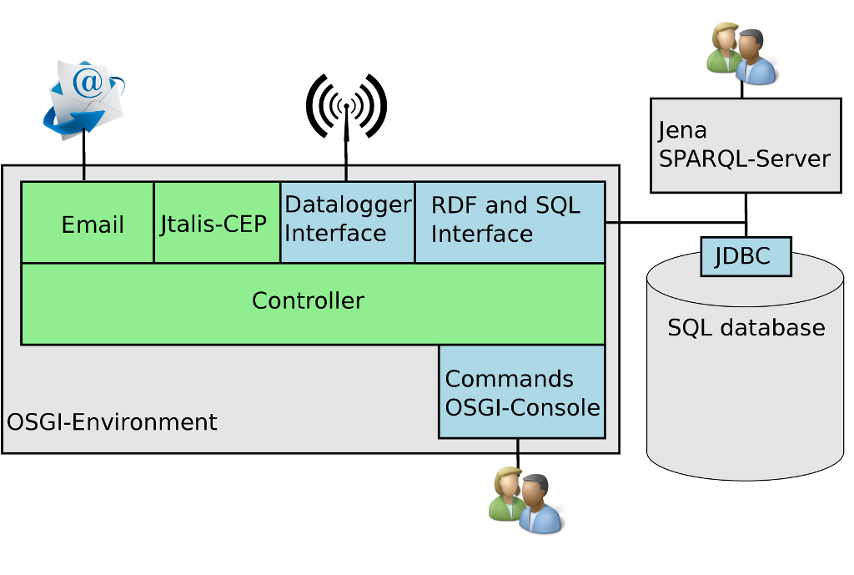 @
Jena
SPARQL-Server
Email
Jtalis-CEP
Datalogger
Interface
RDF and SQL
Interface
JDBC
Controller
SQL database
Commands
OSGI-Console
OSGI-Environment